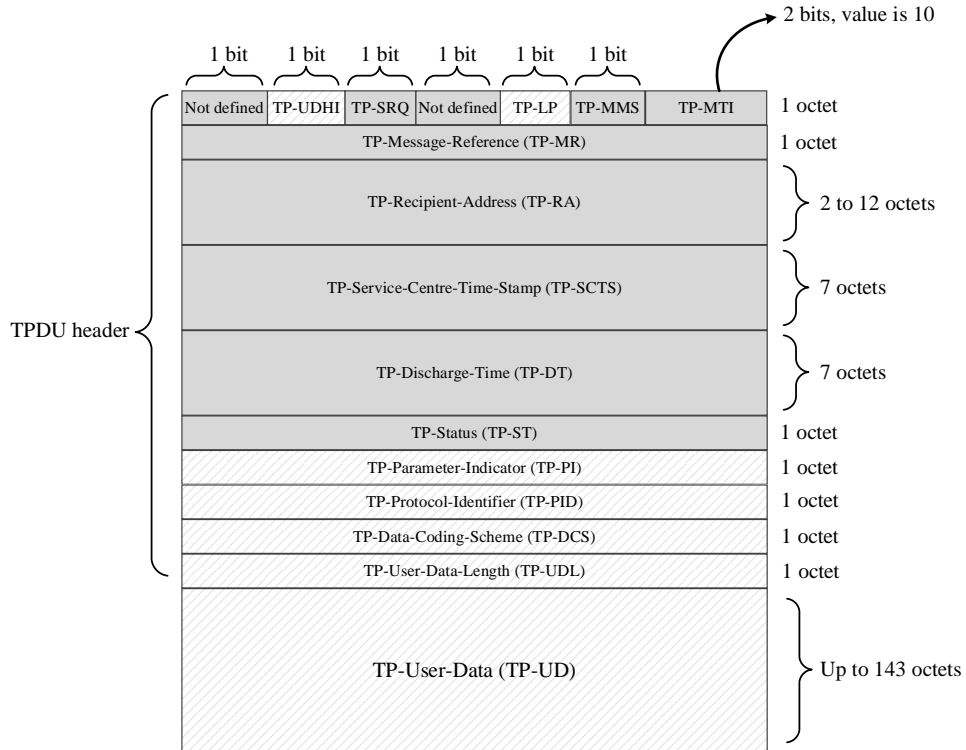 2 bits, value is 10
1 bit 1 bit 1 bit 1 bit 1 bit 1 bit
Not defined TP-UDHI TP-SRQ Not defined TP-LP TP-MMS TP-MTI 1 octet
TP-Message-Reference (TP-MR) 1 octet
TP-Recipient-Address (TP-RA) 2 to 12 octets
TP-Service-Centre-Time-Stamp (TP-SCTS) 7 octets
TPDU header
TP-Discharge-Time (TP-DT) 7 octets
TP-Status (TP-ST) 1 octet
TP-Parameter-Indicator (TP-PI) 1 octet
TP-Protocol-Identifier (TP-PID) 1 octet
TP-Data-Coding-Scheme (TP-DCS) 1 octet
TP-User-Data-Length (TP-UDL) 1 octet
TP-User-Data (TP-UD) Up to 143 octets